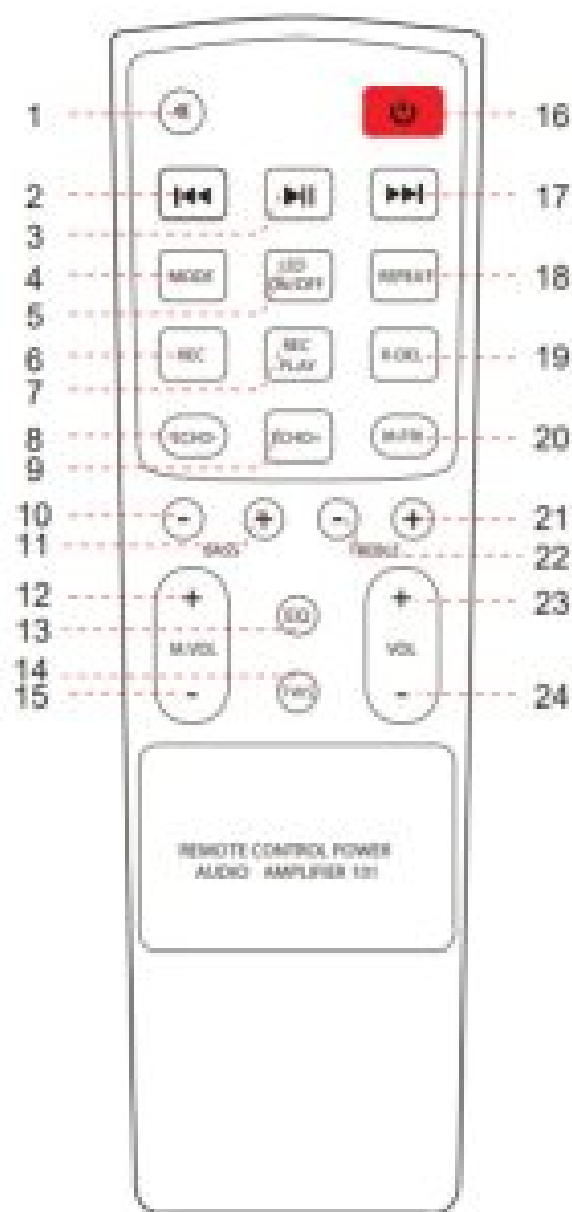 1
16
2
17
3
4
MODE
LED
ON/OFF
REPEAT
18
5
6
REC
REC
PLAY
R-DEL
19
7
8
ECHO-
ECHO+
20
9
10
-
+
-
+
21
11
BASS
TREBLE
22
12
+
+
23
13
M.VOL
EQ
VOL
14
15
-
TWS
-
24
REMOTE CONTROL POWER
AUDIO AMPLIFIER 101